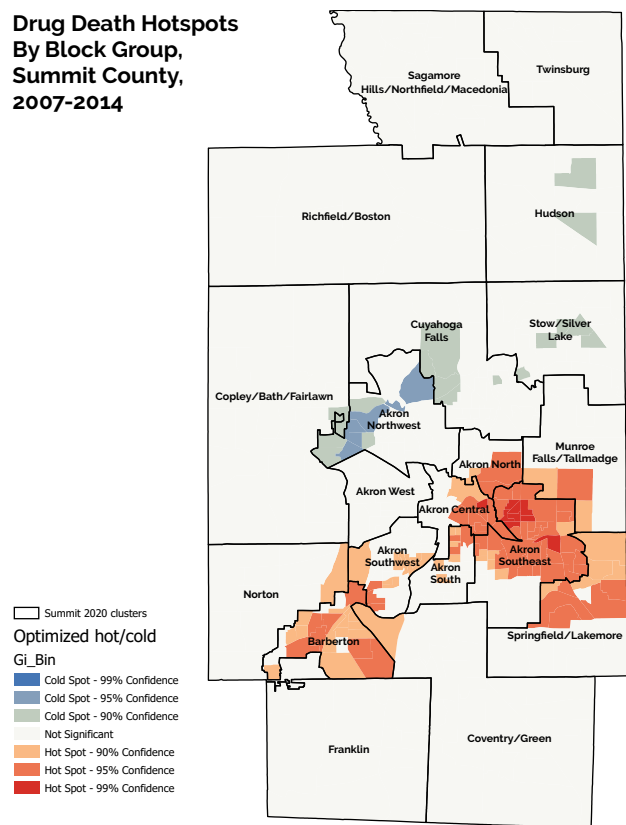 Drug Death Hotspots
By Block Group,
Summit County,
2007-2014
Sagamore
Hills/Northfield/Macedonia
Twinsburg
Richfield/Boston
Hudson
Cuyahoga
Falls
Stow/Silver
Lake
Copley/Bath/Fairlawn
Akron
Northwest
Munroe
Falls/Tallmadge
Akron North
Akron West
Akron Central
Akron
Southwest
Akron
South
Akron
Southeast
Norton
Barberton
Springfield/Lakemore
Franklin
Coventry/Green
Summit 2020 clusters
Optimized hot/cold
Gi_Bin
Cold Spot - 99% Confidence
Cold Spot - 95% Confidence
Cold Spot - 90% Confidence
Not Significant
Hot Spot - 90% Confidence
Hot Spot - 95% Confidence
Hot Spot - 99% Confidence